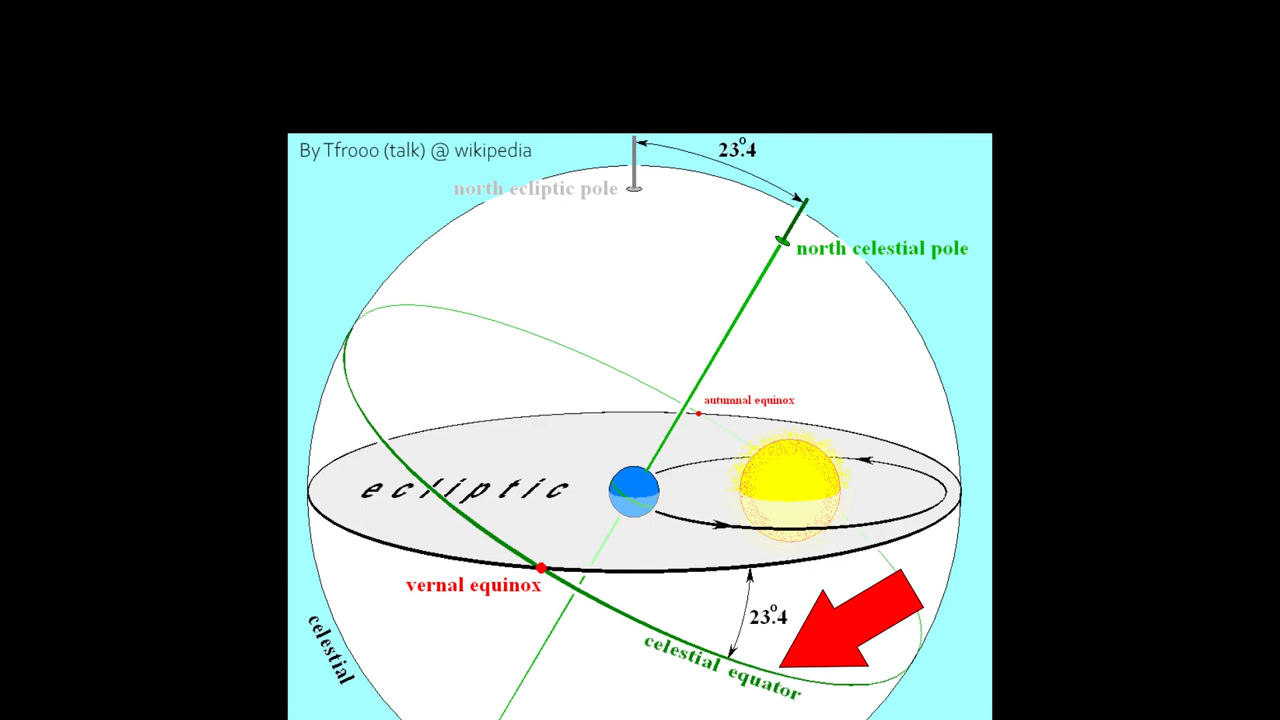 By Tfrooo (talk) @ wikipedia
23°.4
north ecliptic pole
north celestial pole
autumnal equinox
ecliptic
vernal equinox
23°.4
celestial equator
celestial